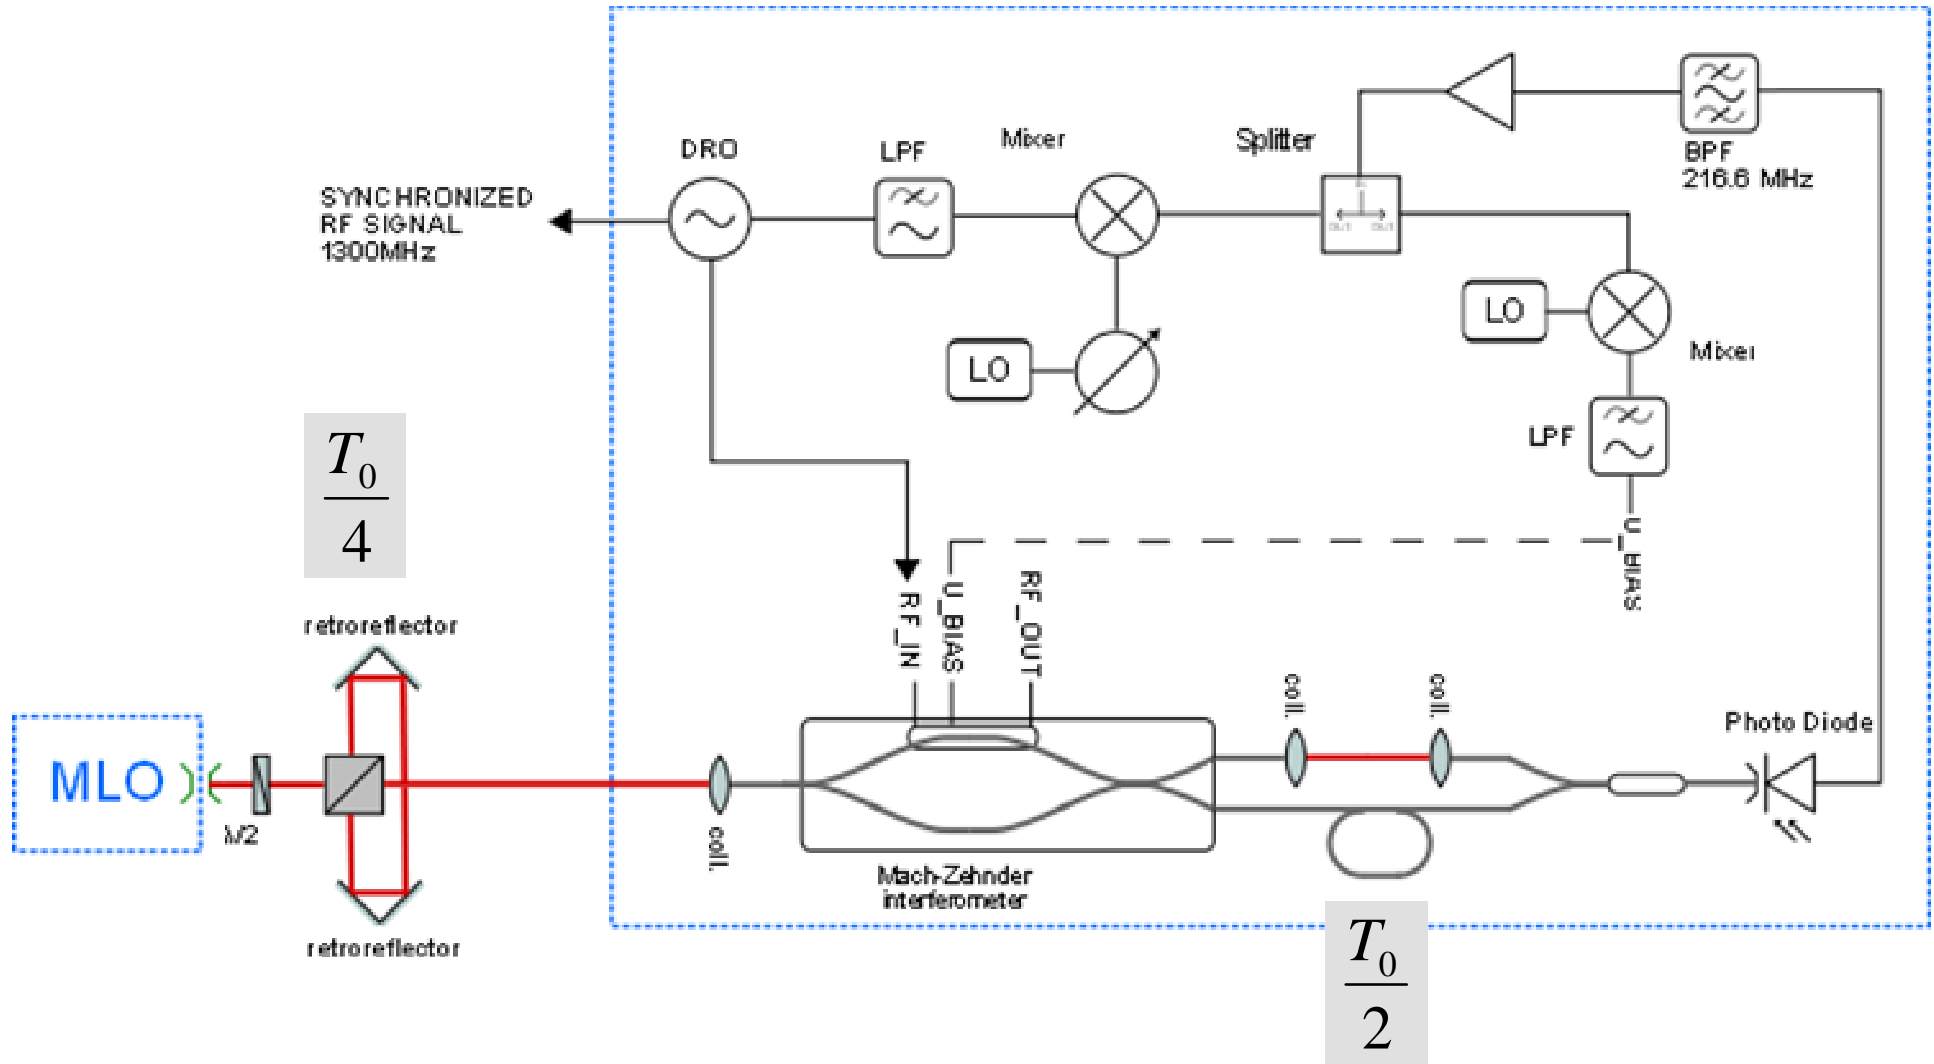 DRO
LPF
Mixer
Splitter
BPF
216.6 MHz
SYNCHRONIZED
RF SIGNAL
1300MHz
LO
LO
Mixer
LPF
U_BIAS
T₀
4
RF_IN
U_BIAS
RF_OUT
retroreflector
MLO
λ/2
coll.
coll.
coll.
Photo Diode
Mach-Zehnder
interferometer
retroreflector
T₀
2